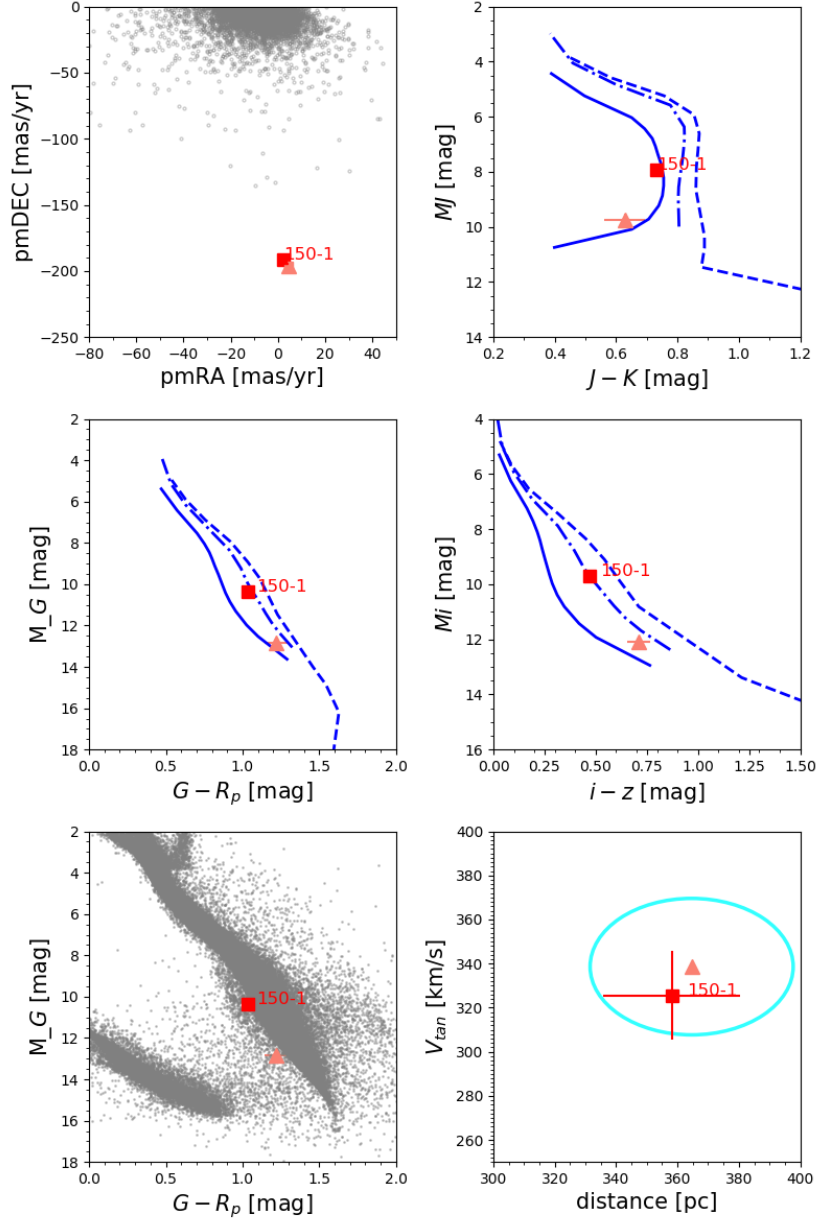 0
−50
−100
−150
−200
−250
pmDEC [mas/yr]
150-1
−80 −60 −40 −20 0 20 40
pmRA [mas/yr]
2
4
6
8
10
12
14
MJ [mag]
150-1
0.2 0.4 0.6 0.8 1.0 1.2
J − K [mag]
2
4
6
8
10
12
14
16
18
M_G [mag]
150-1
0.0 0.5 1.0 1.5 2.0
G − Rp [mag]
4
6
8
10
12
14
16
Mi [mag]
150-1
0.00 0.25 0.50 0.75 1.00 1.25 1.50
i − z [mag]
2
4
6
8
10
12
14
16
18
M_G [mag]
150-1
0.0 0.5 1.0 1.5 2.0
G − Rp [mag]
400
380
360
340
320
300
280
260
Vtan [km/s]
150-1
300 320 340 360 380 400
distance [pc]